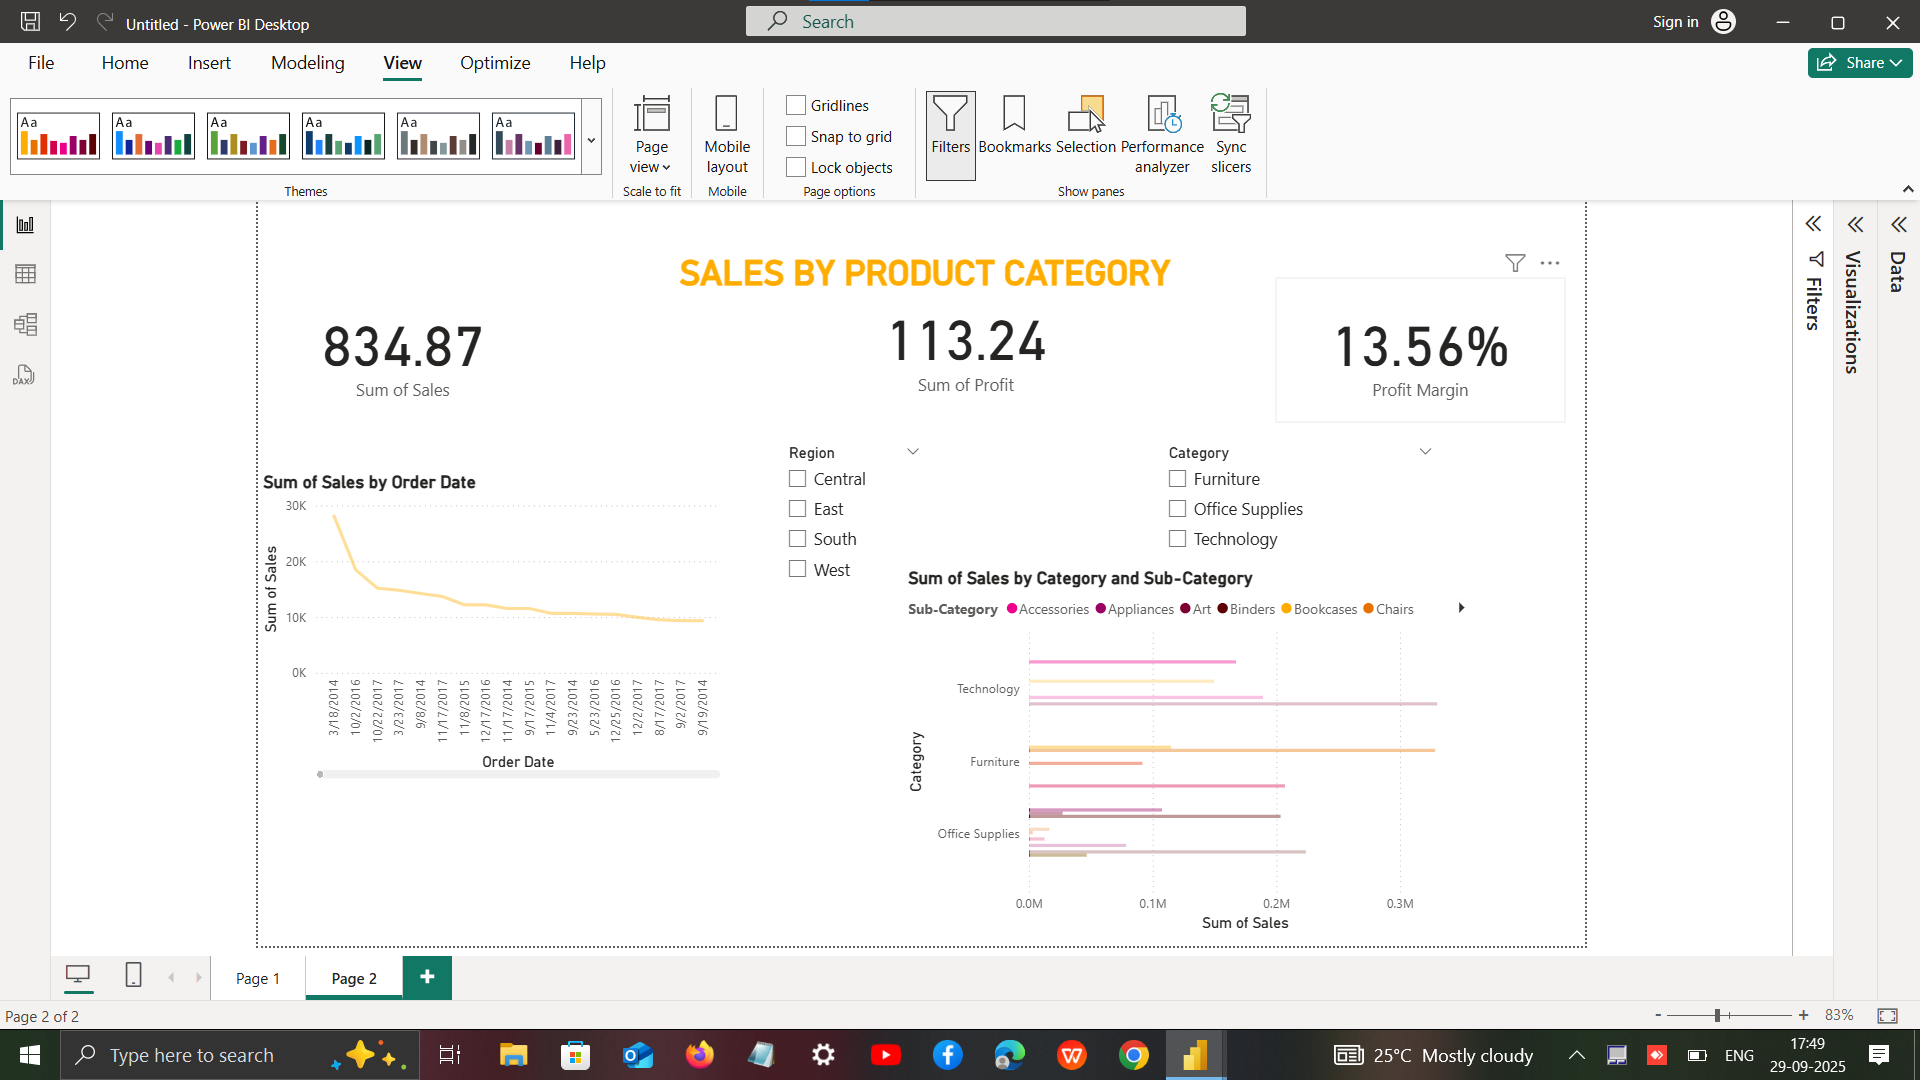 Untitled - Power BI Desktop
Search
Sign in
File
Home
Insert
Modeling
View
Optimize
Help
Share
Aa
Aa
Aa
Aa
Aa
Aa
Page view
Mobile layout
Gridlines
Snap to grid
Lock objects
Filters
Bookmarks
Selection
Performance analyzer
Sync slicers
Themes
Scale to fit
Mobile
Page options
Show panes
DAX
SALES BY PRODUCT CATEGORY
834.87
Sum of Sales
113.24
Sum of Profit
13.56%
Profit Margin
Filters
Visualizations
Data
Region
Central
East
South
West
Category
Furniture
Office Supplies
Technology
Sum of Sales by Order Date
Sum of Sales
30K
20K
10K
0K
3/18/2014
10/2/2016
10/22/2017
3/23/2017
9/8/2014
11/17/2017
11/8/2015
12/17/2016
11/17/2014
9/17/2015
11/4/2017
9/23/2014
5/23/2016
12/25/2016
12/2/2017
8/17/2017
9/2/2017
9/19/2014
Order Date
Sum of Sales by Category and Sub-Category
Sub-Category Accessories Appliances Art Binders Bookcases Chairs
Category
Technology
Furniture
Office Supplies
0.0M
0.1M
0.2M
0.3M
Sum of Sales
Page 1
Page 2
+
Page 2 of 2
- + 83%
Type here to search
25°C Mostly cloudy
ENG
17:49
29-09-2025